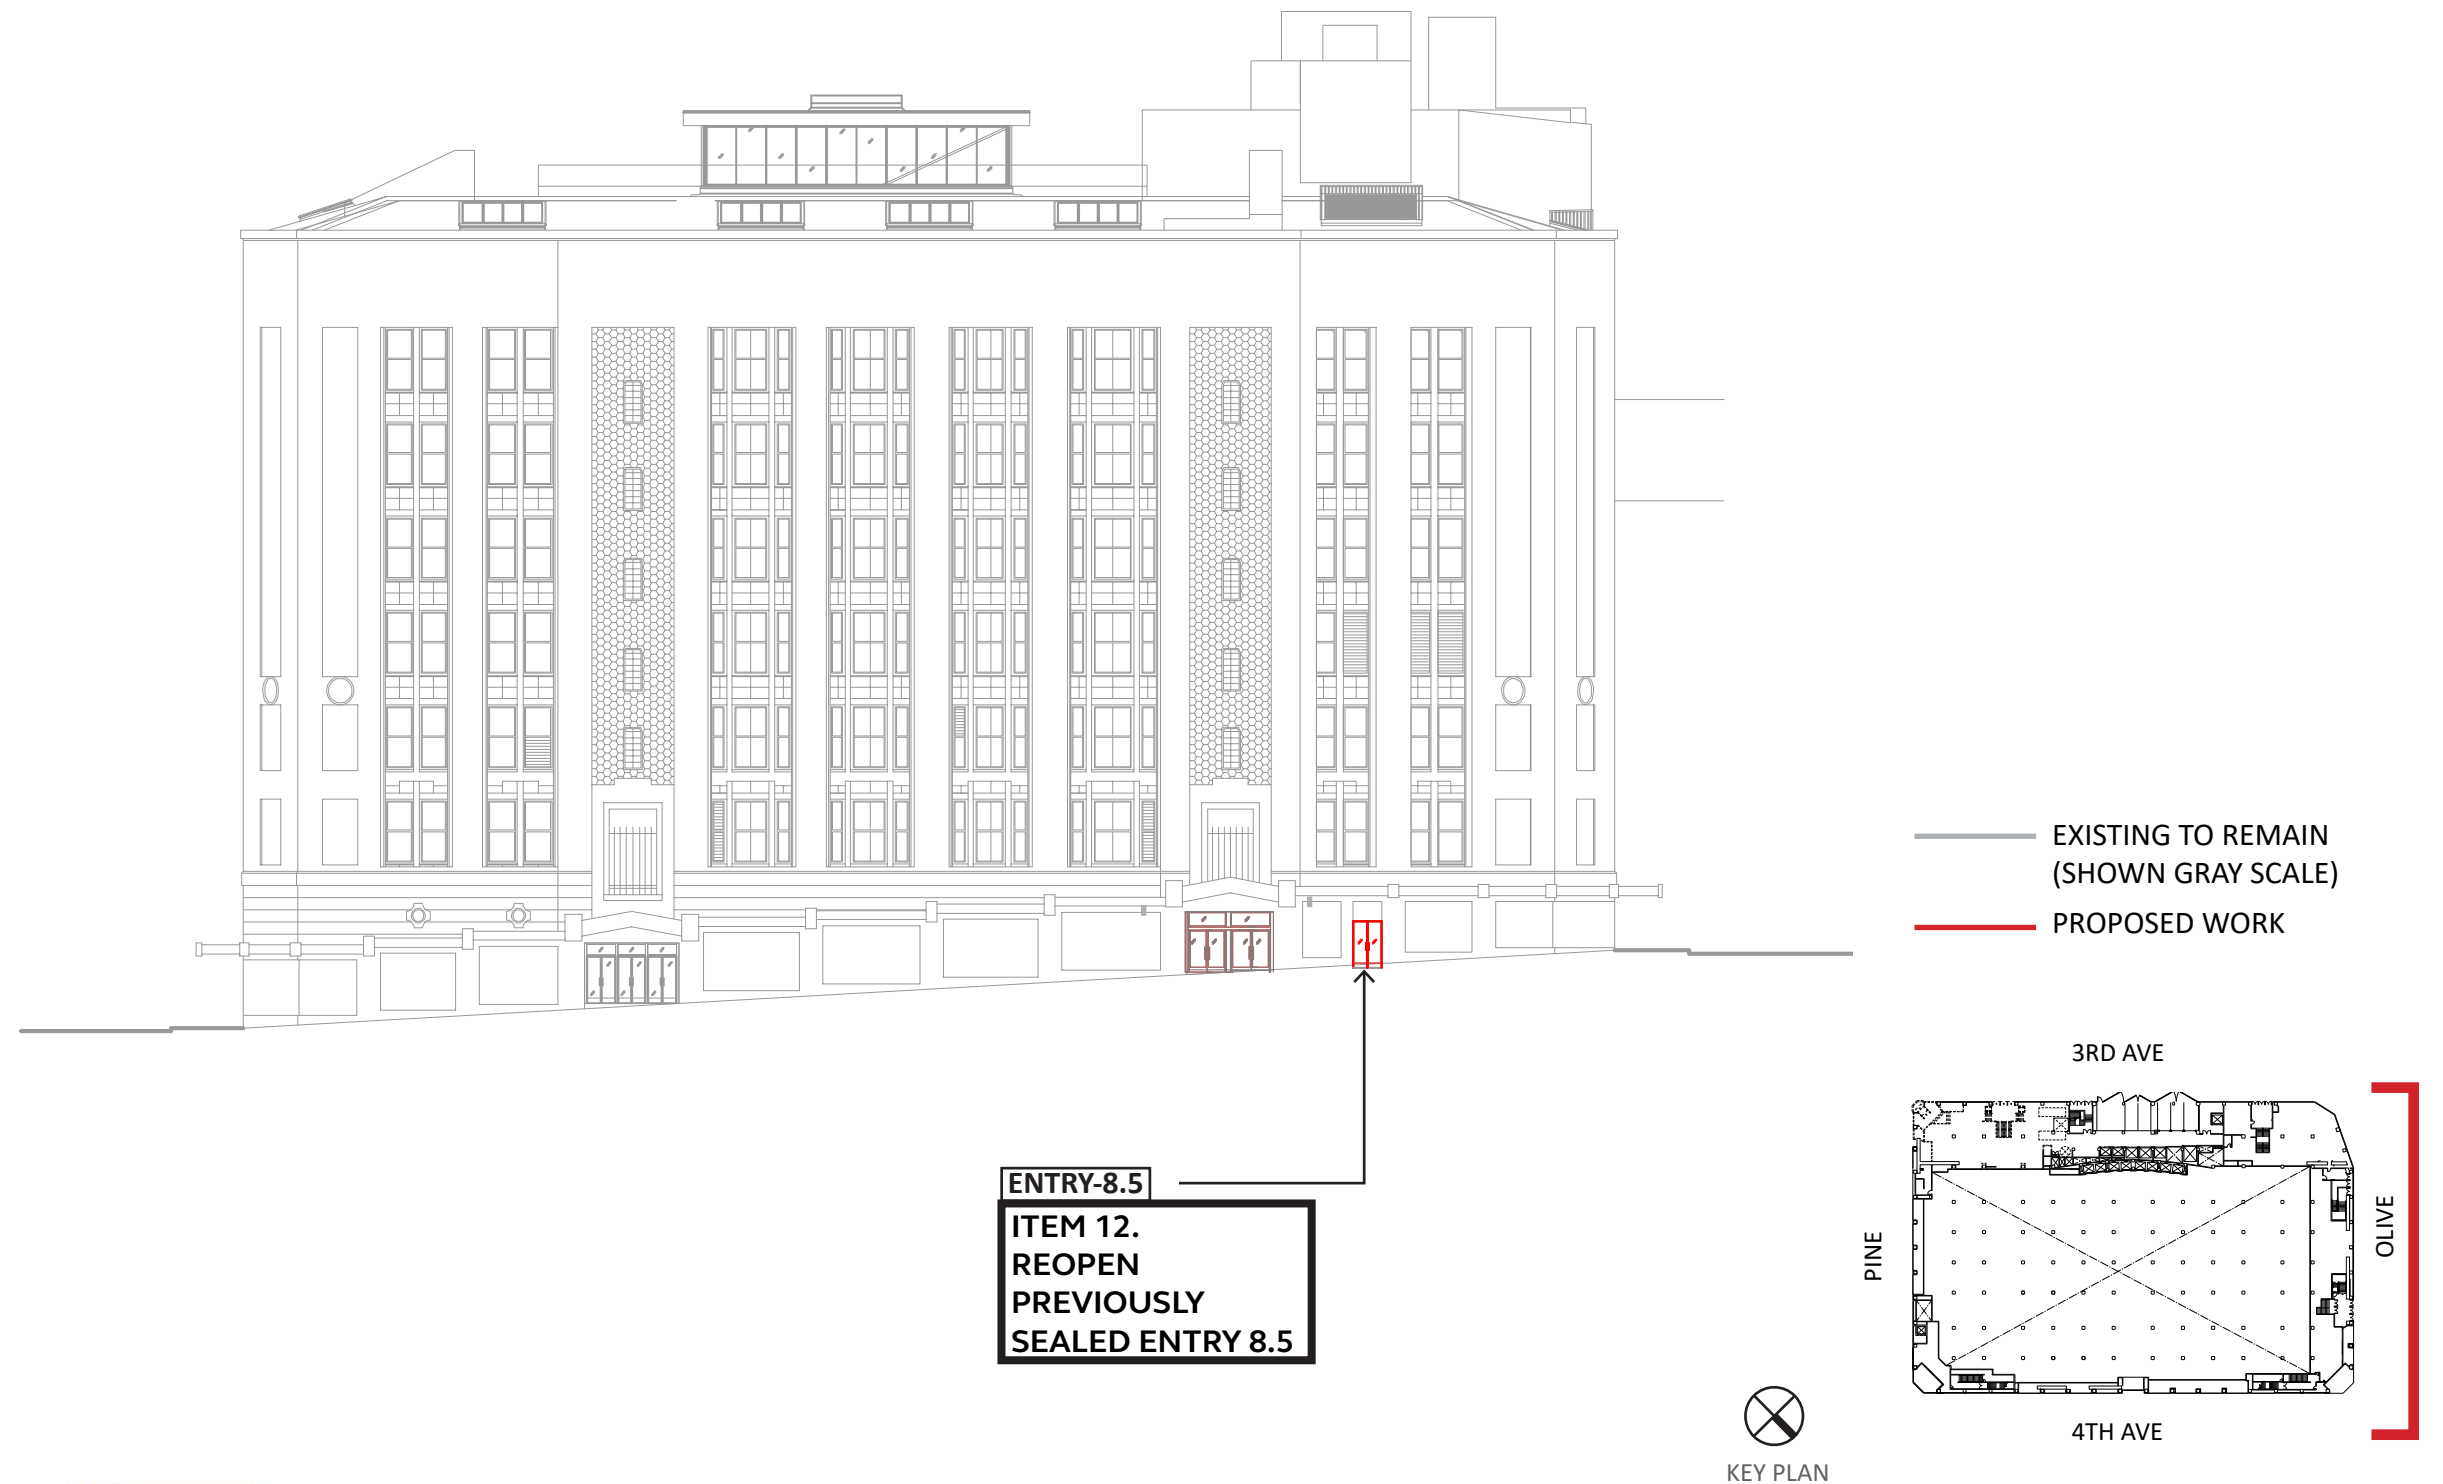 EXISTING TO REMAIN
(SHOWN GRAY SCALE)
PROPOSED WORK
3RD AVE
PINE
OLIVE
4TH AVE
KEY PLAN
ENTRY-8.5
ITEM 12.
REOPEN
PREVIOUSLY
SEALED ENTRY 8.5